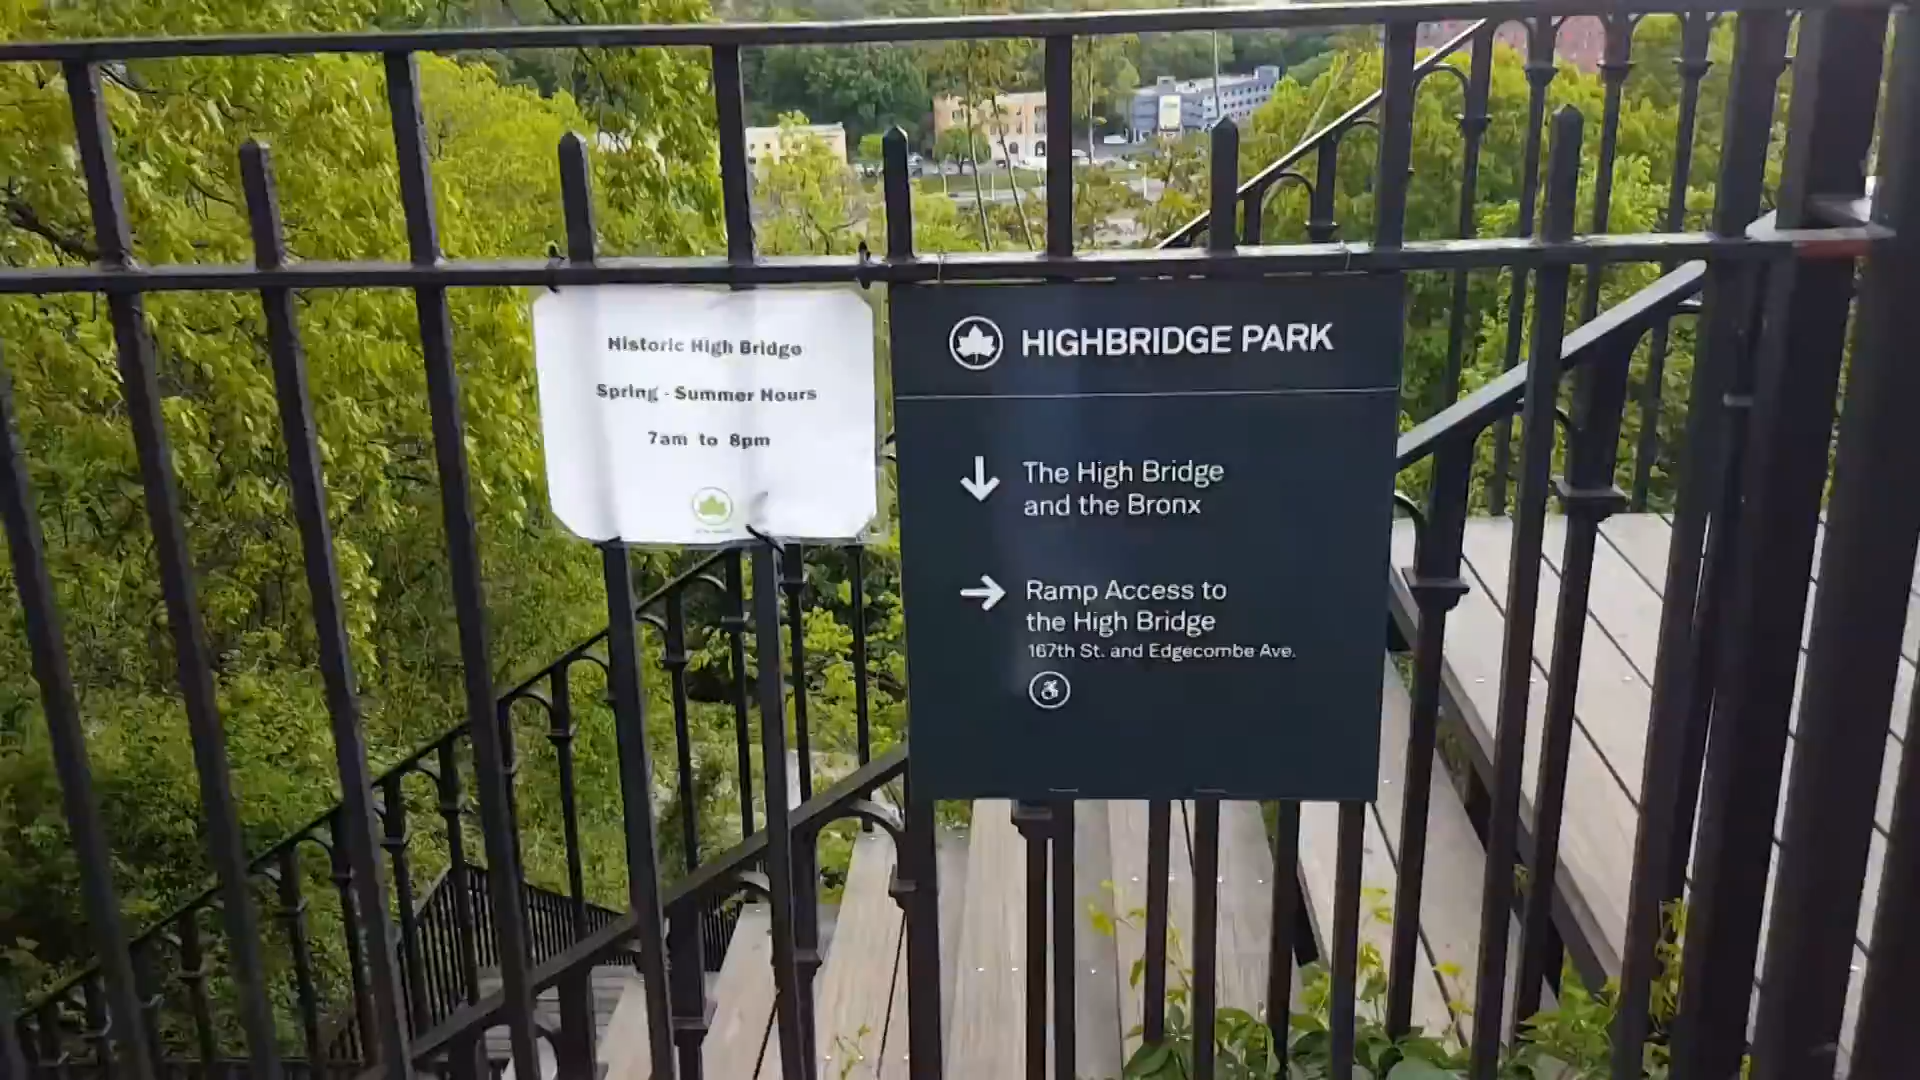 Historic High Bridge
Spring - Summer Hours
7am to 8pm
HIGHBRIDGE PARK
The High Bridge
and the Bronx
Ramp Access to
the High Bridge
167th St. and Edgecombe Ave.